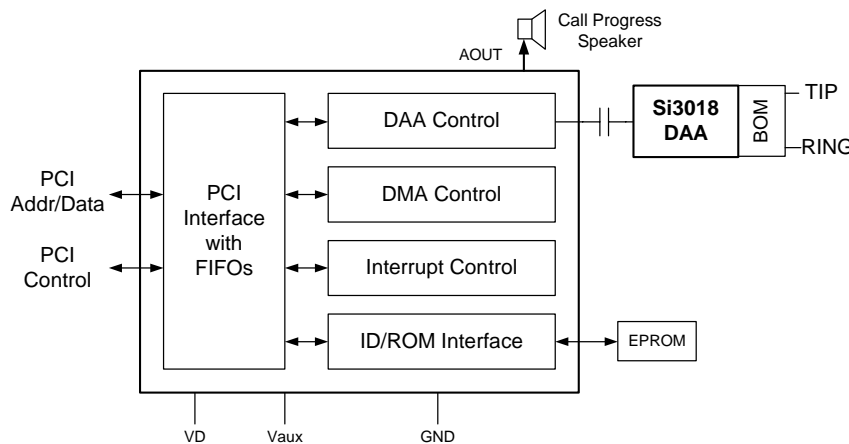 Call Progress
Speaker
AOUT
DAA Control
Si3018
DAA
BOM
TIP
RING
PCI
Addr/Data
PCI
Interface
with
FIFOs
DMA Control
PCI
Control
Interrupt Control
ID/ROM Interface
EPROM
VD
Vaux
GND